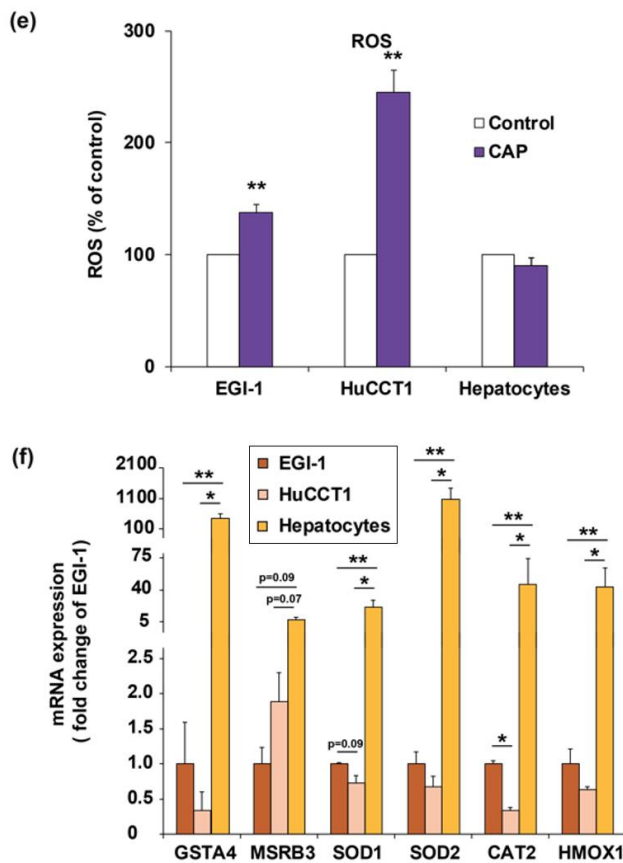 (e)
300
200
100
0
ROS (% of control)
ROS
**
**
Control
CAP
EGI-1
HuCCT1
Hepatocytes
(f)
EGI-1
HuCCT1
Hepatocytes
2100
1100
100
75
40
5
2.5
2.0
1.5
1.0
0.5
0
mRNA expression
( fold change of EGI-1)
**
*
p=0.09
p=0.07
**
*
p=0.09
**
*
**
*
*
**
*
GSTA4 MSRB3 SOD1 SOD2 CAT2 HMOX1